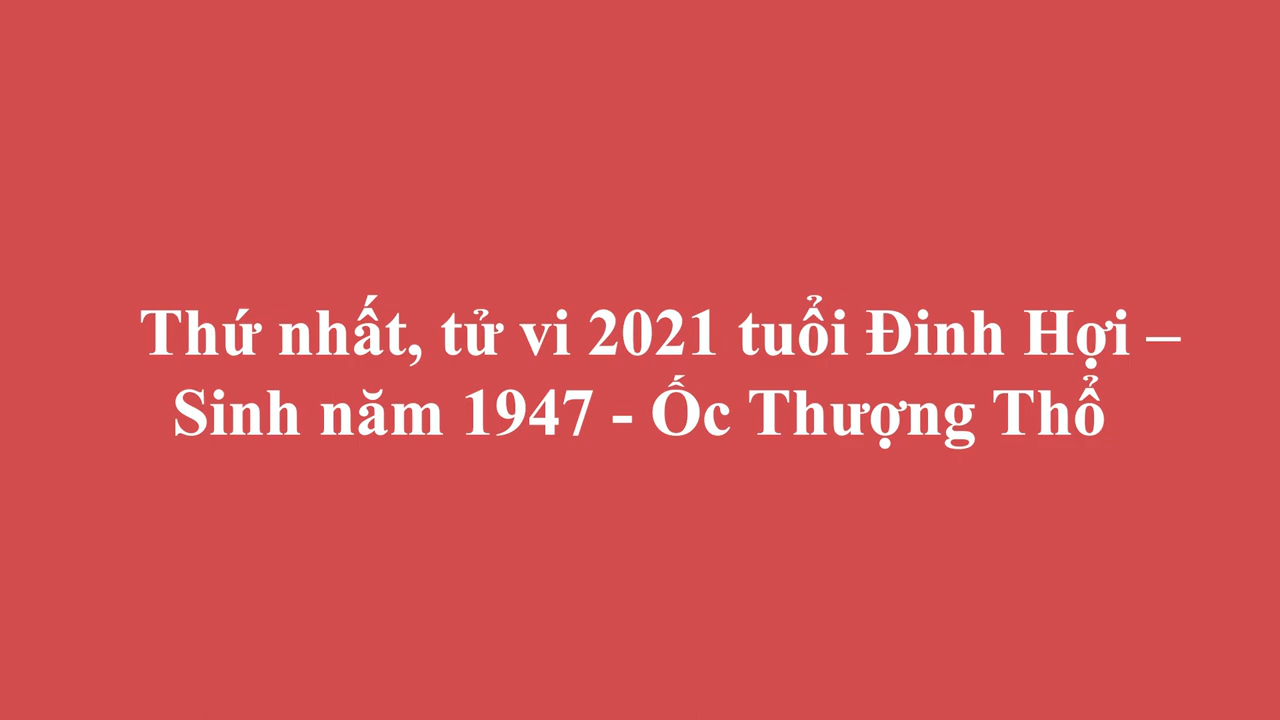 Thứ nhất, tử vi 2021 tuổi Đinh Hợi –
Sinh năm 1947 - Ốc Thượng Thổ